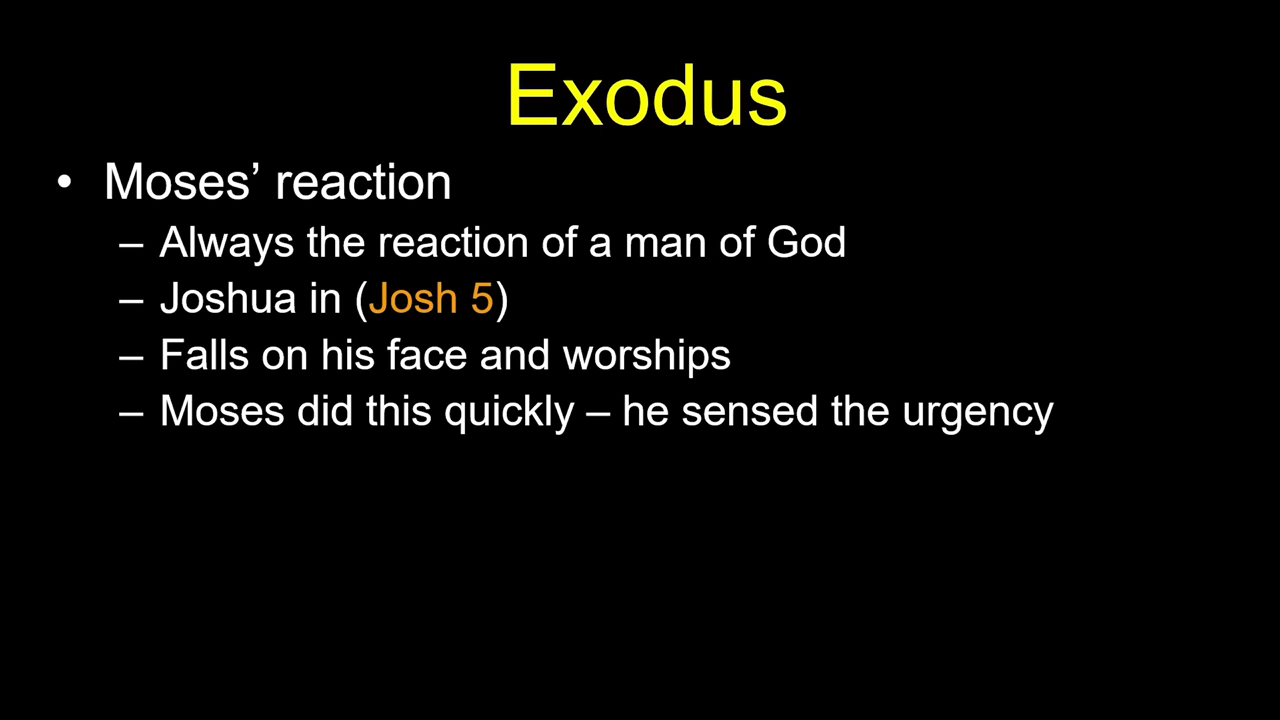 Exodus
• Moses’ reaction
– Always the reaction of a man of God
– Joshua in (Josh 5)
– Falls on his face and worships
– Moses did this quickly – he sensed the urgency